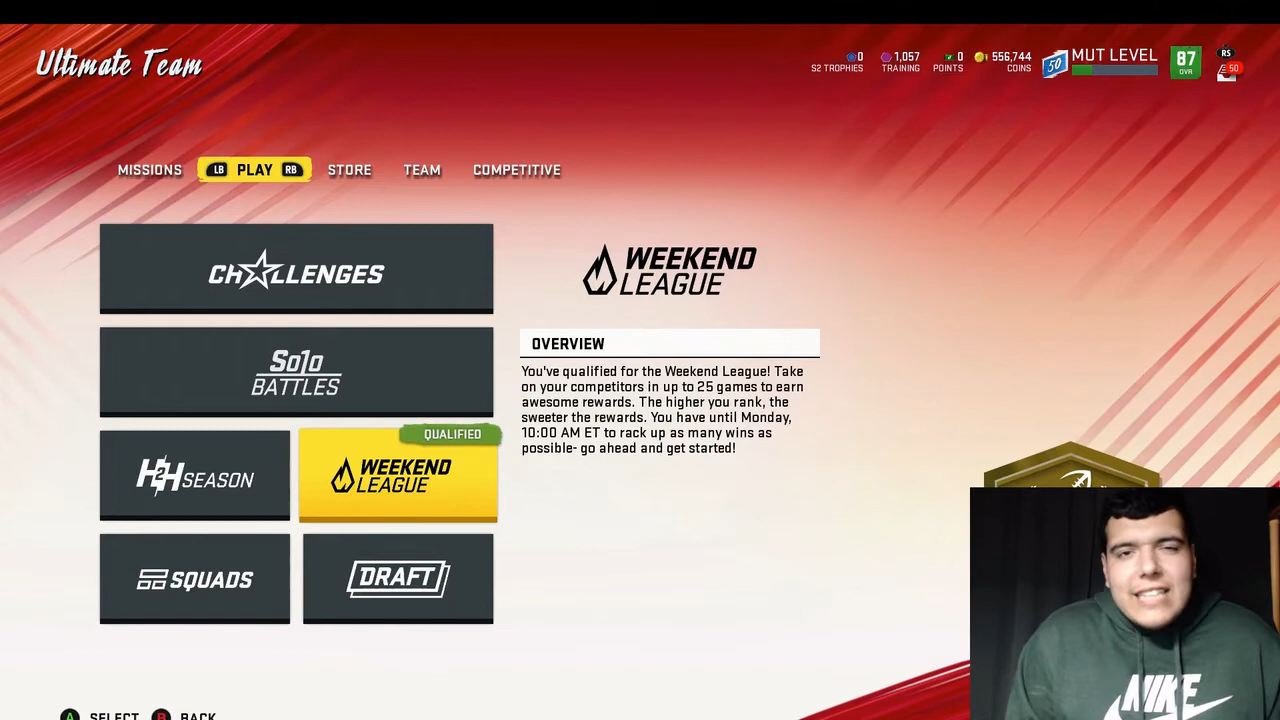 Ultimate Team
0
S2 TROPHIES
1,057
TRAINING
0
POINTS
556,744
COINS
50
MUT LEVEL
87
OVR
RS
50
MISSIONS
LB PLAY RB
STORE
TEAM
COMPETITIVE
CHALLENGES
Solo
BATTLES
QUALIFIED
H2H SEASON
WEEKEND
LEAGUE
SQUADS
DRAFT
WEEKEND
LEAGUE
OVERVIEW
You've qualified for the Weekend League! Take
on your competitors in up to 25 games to earn
awesome rewards. The higher you rank, the
sweeter the rewards. You have until Monday,
10:00 AM ET to rack up as many wins as
possible- go ahead and get started!
NIKE
A SELECT B BACK